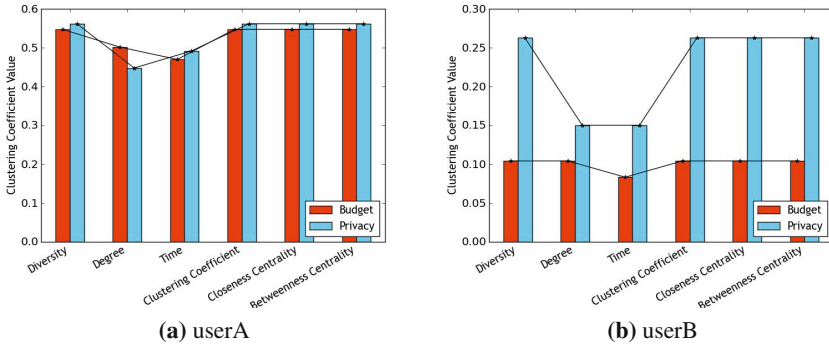 0.6
0.5
0.4
0.3
0.2
0.1
0.0
Clustering Coefficient Value
Diversity
Degree
Time
Clustering Coefficient
Closeness Centrality
Betweenness Centrality
Budget
Privacy
(a) userA
0.30
0.25
0.20
0.15
0.10
0.05
0.00
Clustering Coefficient Value
Diversity
Degree
Time
Clustering Coefficient
Closeness Centrality
Betweenness Centrality
Budget
Privacy
(b) userB